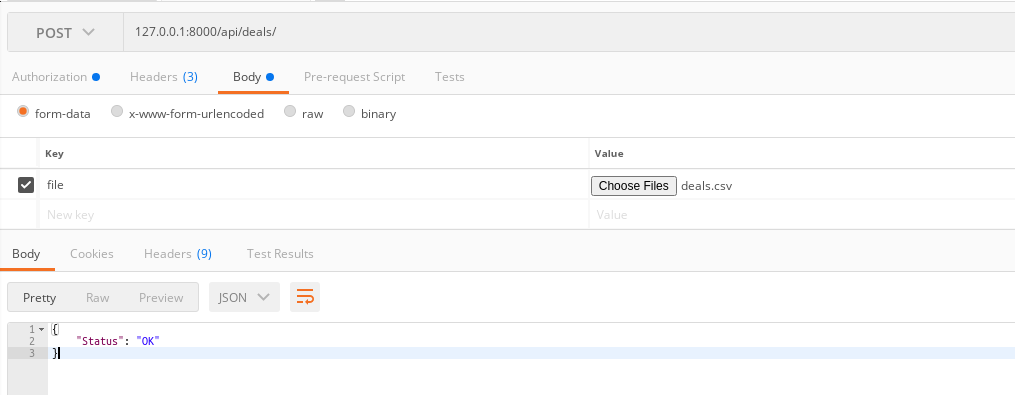 POST 127.0.0.1:8000/api/deals/
Authorization Headers (3) Body Pre-request Script Tests
form-data x-www-form-urlencoded raw binary
Key Value
file Choose Files deals.csv
New key Value
Body Cookies Headers (9) Test Results
Pretty Raw Preview JSON
1 {
2 "Status": "OK"
3 }